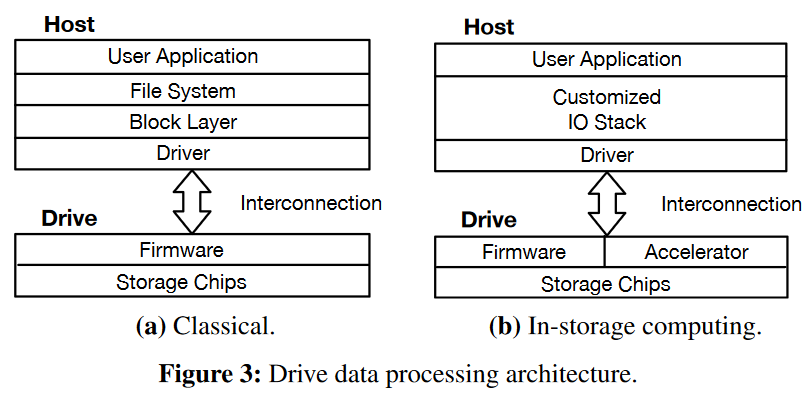 Host
User Application
File System
Block Layer
Driver
Interconnection
Drive
Firmware
Storage Chips
(a) Classical.
Host
User Application
Customized
IO Stack
Driver
Interconnection
Drive
Firmware
Accelerator
Storage Chips
(b) In-storage computing.
Figure 3: Drive data processing architecture.